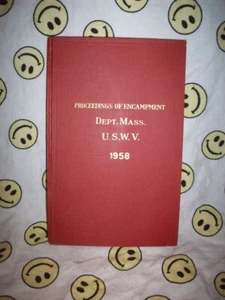 PROCEEDINGS OF ENCAMPMENT
DEPT. MASS.
U.S.W.V.
1958